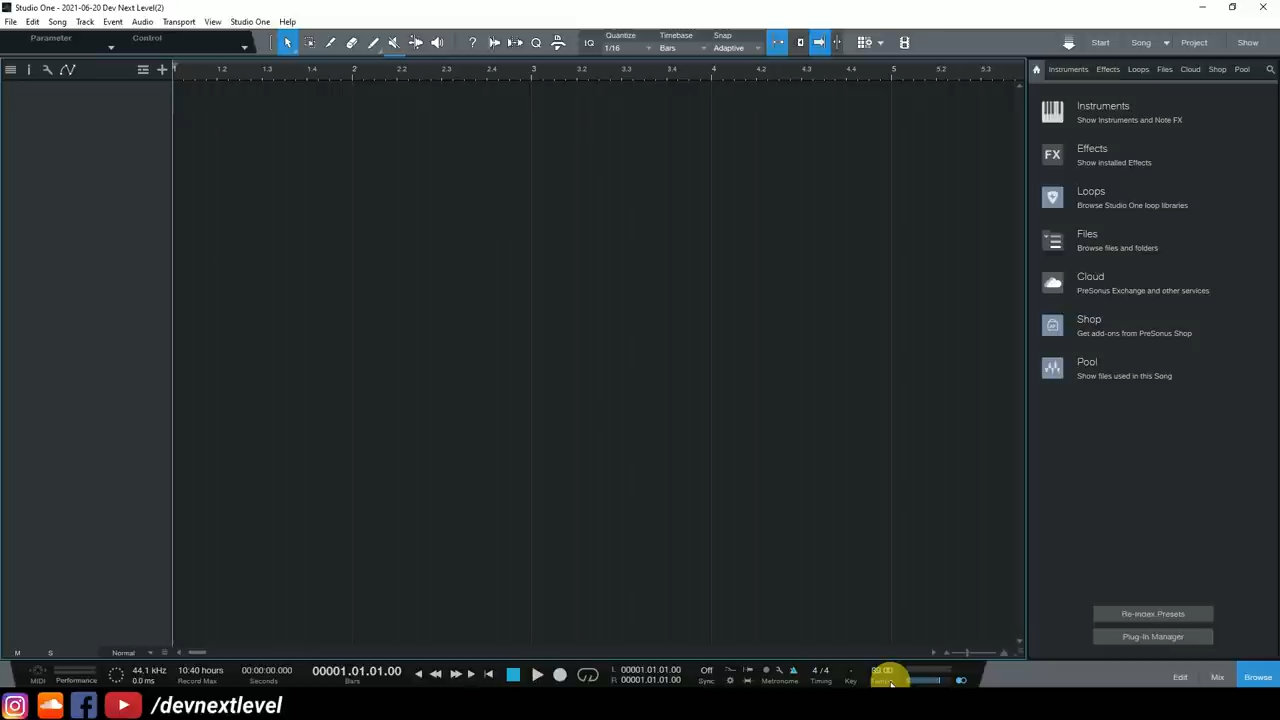 Studio One - 2021-06-20 Dev Next Level(2)
File Edit Song Track Event Audio Transport View Studio One Help
Parameter Control
IQ Quantize 1/16 Timebase Bars Snap Adaptive
Start Song Project Show
1.2 1.3 1.4 2 2.2 2.3 2.4 3 3.2 3.3 3.4 4 4.2 4.3 4.4 5 5.2 5.3
Instruments Effects Loops Files Cloud Shop Pool
Instruments
Show Instruments and Note FX
FX
Effects
Show installed Effects
Loops
Browse Studio One loop libraries
Files
Browse files and folders
Cloud
PreSonus Exchange and other services
Shop
Get add-ons from PreSonus Shop
Pool
Show files used in this Song
Re-index Presets
Plug-In Manager
M S Normal
MIDI Performance
44.1 kHz
0.0 ms
10:40 hours
Record Max
00:00:00.000
Seconds
00001.01.01.00
Bars
L 00001.01.01.00
R 00001.01.01.00
Off
Sync
Metronome
4 / 4
Timing
Key
Edit Mix Browse
/devnextlevel